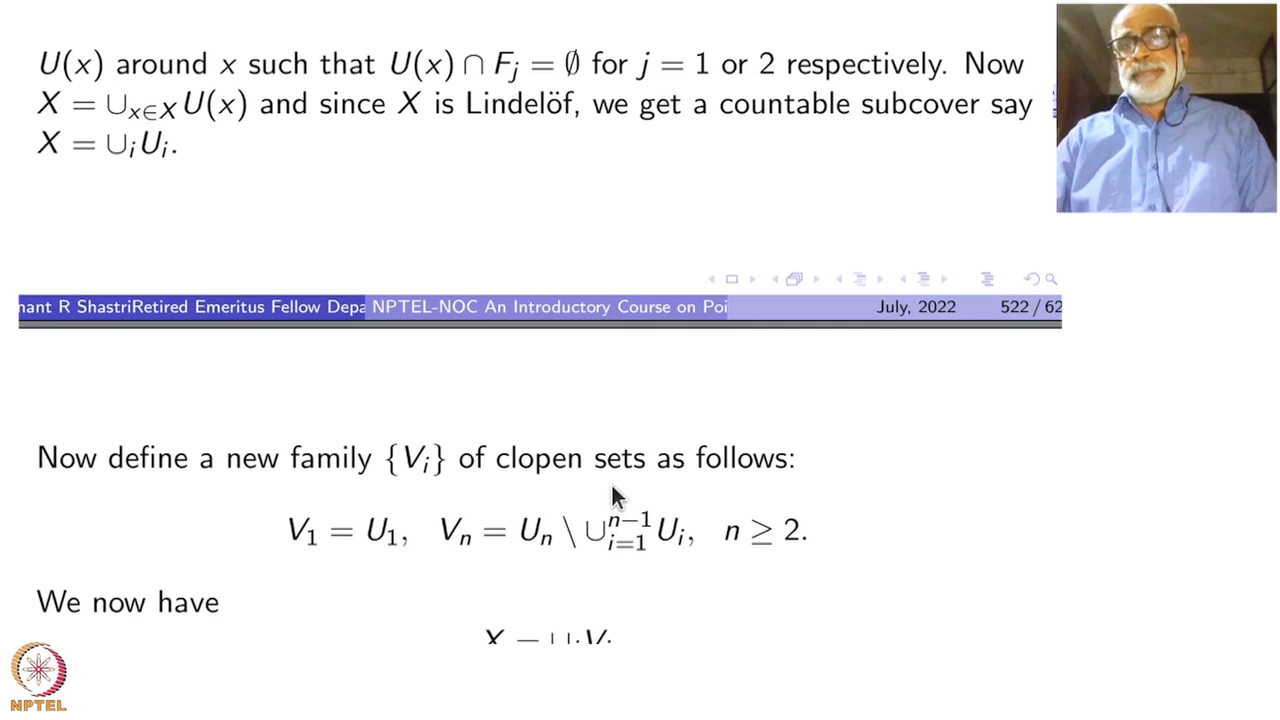 U(x) around x such that U(x) ∩ F_j = ∅ for j = 1 or 2 respectively. Now
X = ∪_{x∈X} U(x) and since X is Lindelöf, we get a countable subcover say
X = ∪_i U_i.
nant R ShastriRetired Emeritus Fellow Depa NPTEL-NOC An Introductory Course on Poi July, 2022 522 / 62
Now define a new family {V_i} of clopen sets as follows:
V_1 = U_1, V_n = U_n \ ∪_{i=1}^{n−1} U_i, n ≥ 2.
We now have
NPTEL